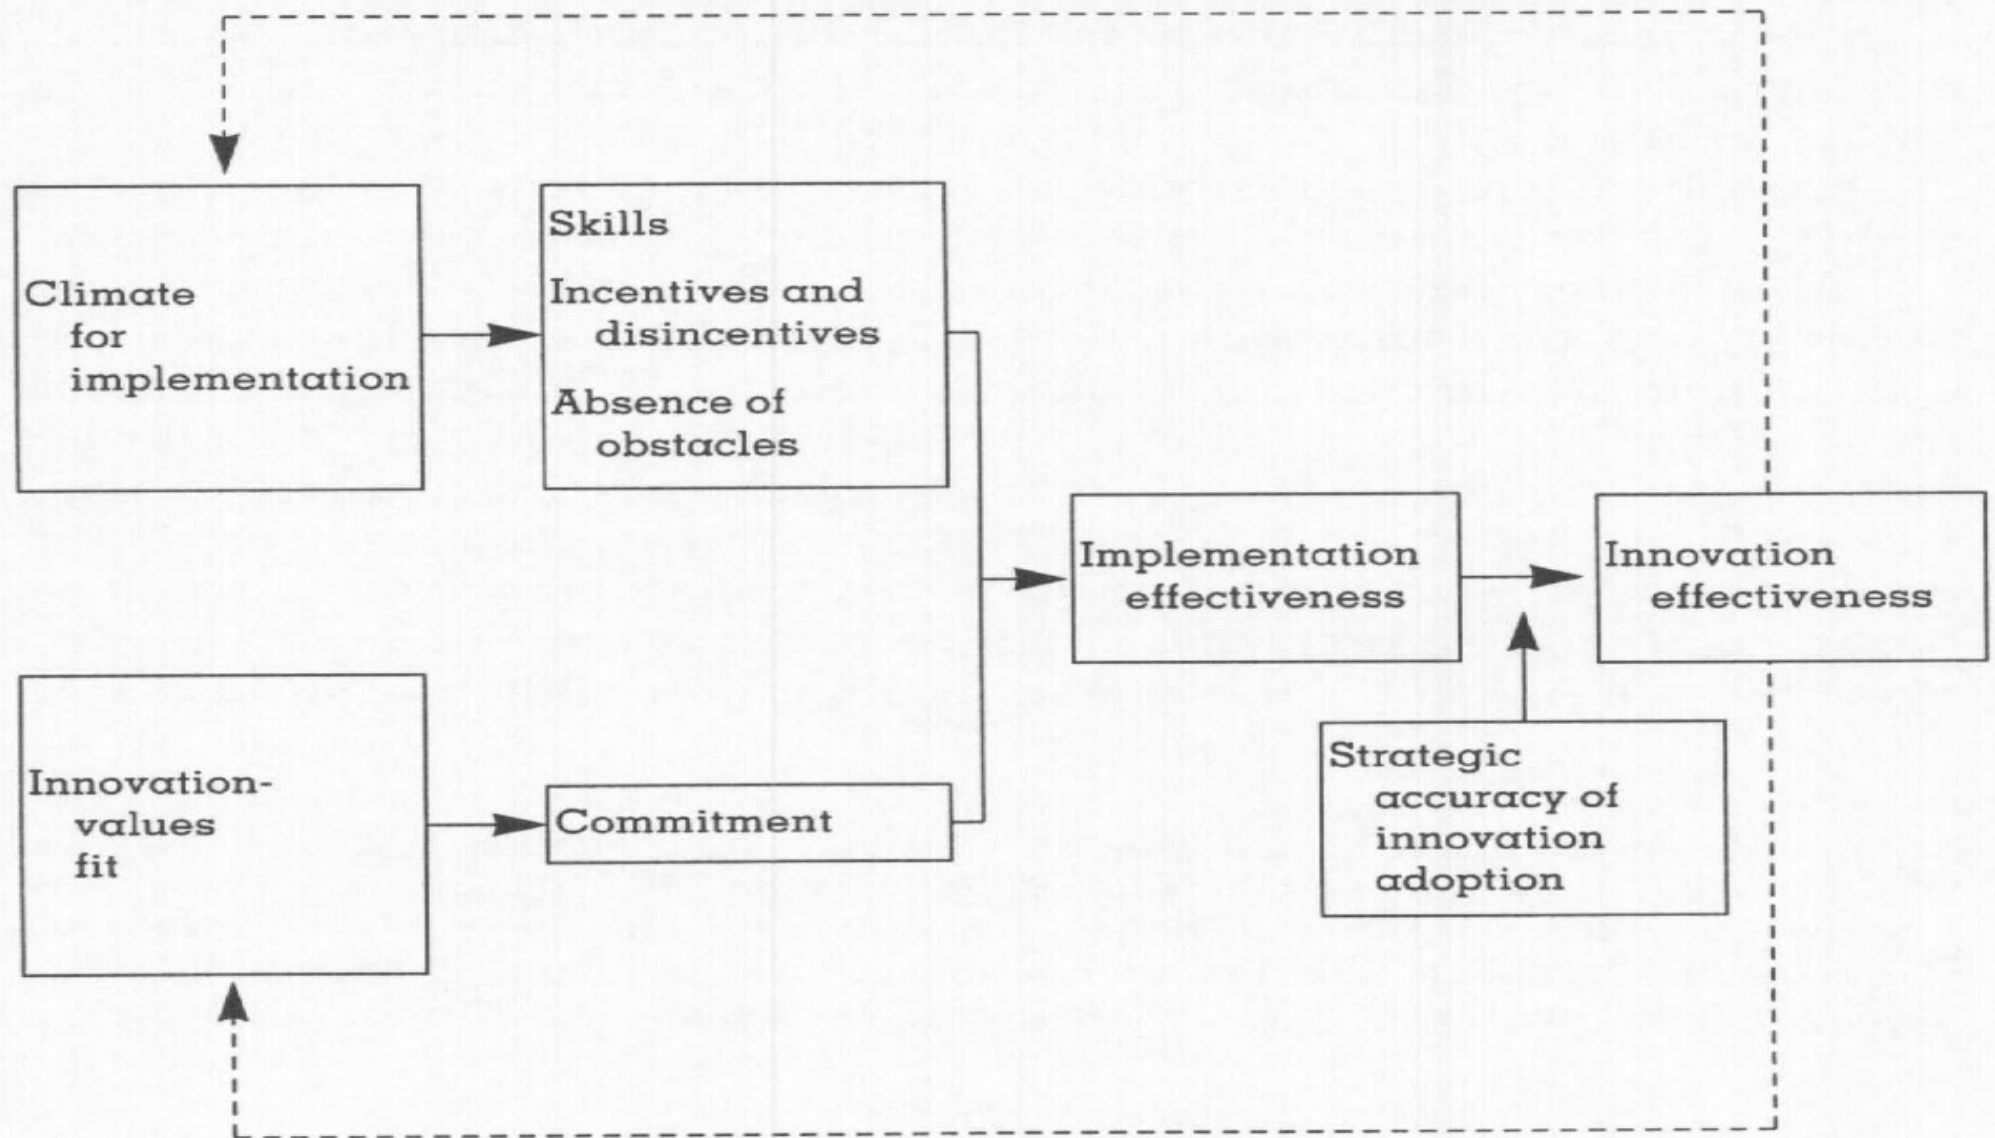 Climate
for
implementation
Skills
Incentives and
disincentives
Absence of
obstacles
Implementation
effectiveness
Innovation
effectiveness
Innovation-
values
fit
Commitment
Strategic
accuracy of
innovation
adoption